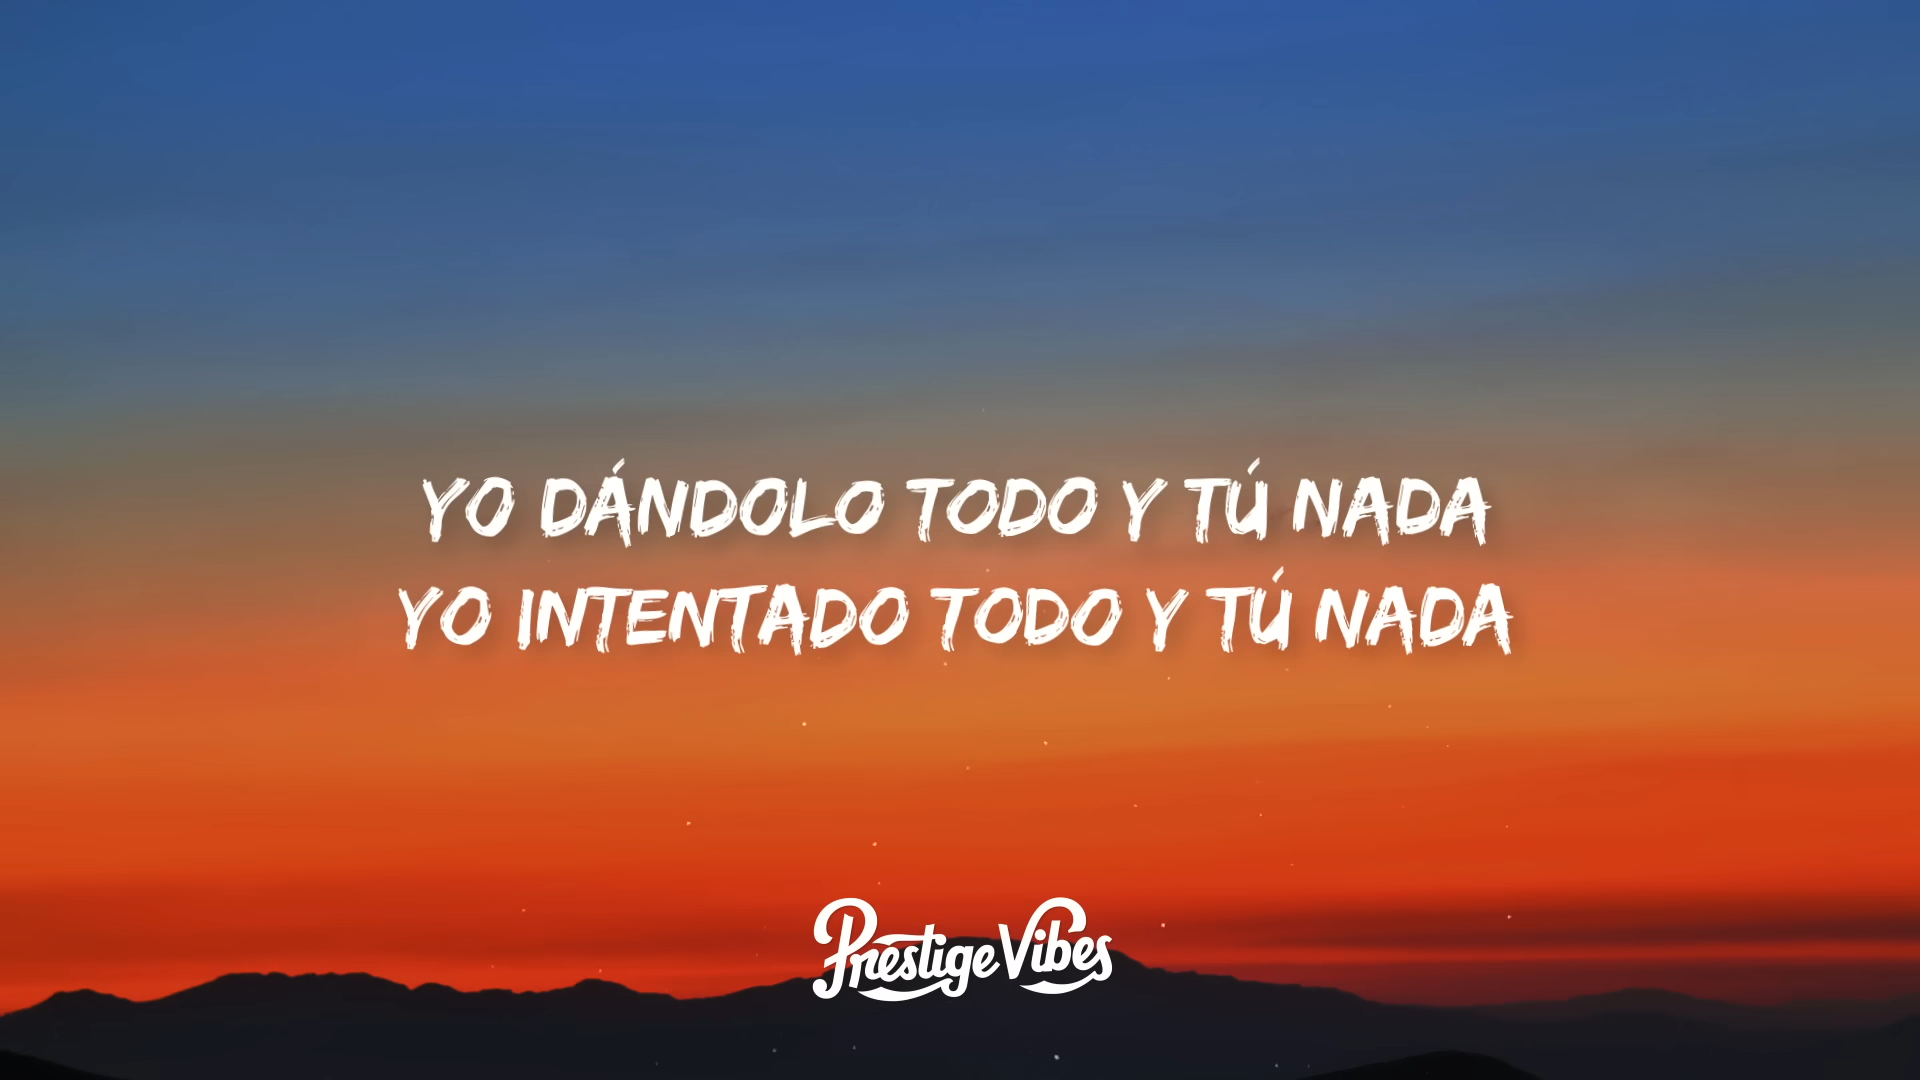 YO DÁNDOLO TODO Y TÚ NADA
YO INTENTADO TODO Y TÚ NADA
Prestige Vibes